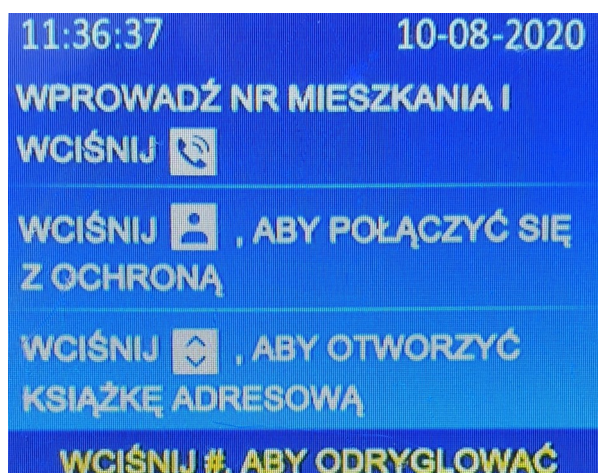 11:36:37 10-08-2020
WPROWADŹ NR MIESZKANIA I
WCIŚNIJ
WCIŚNIJ , ABY POŁĄCZYĆ SIĘ
Z OCHRONĄ
WCIŚNIJ , ABY OTWORZYĆ
KSIĄŻKĘ ADRESOWĄ
WCIŚNIJ #, ABY ODRYGLOWAĆ